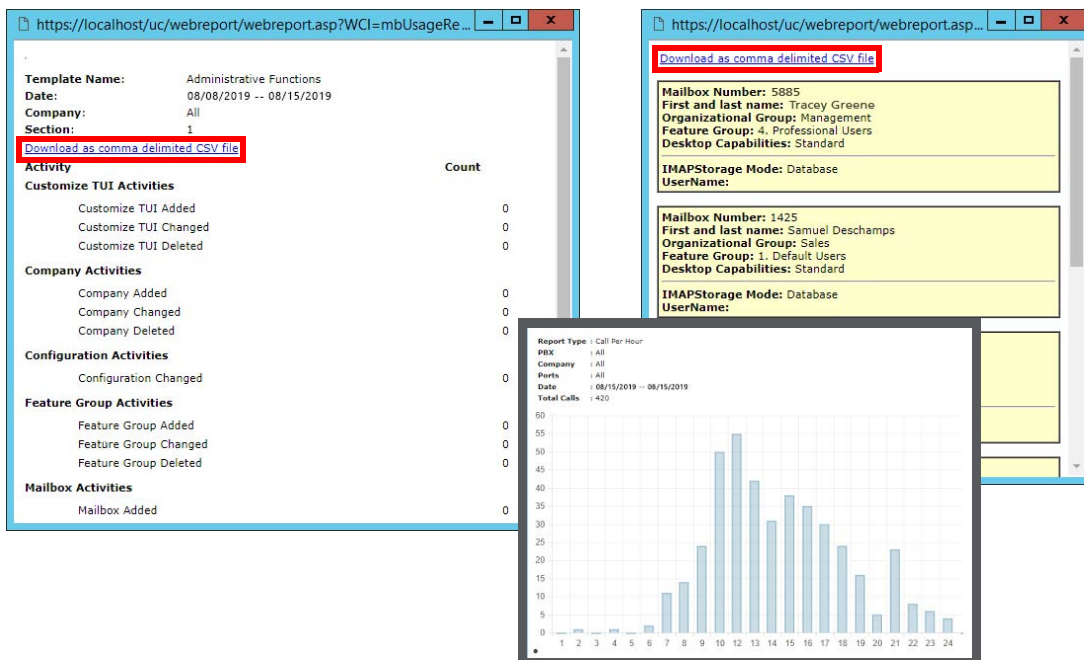 https://localhost/uc/webreport/webreport.asp?WCI=mbUsageRe...
Template Name: Administrative Functions
Date: 08/08/2019 -- 08/15/2019
Company: All
Section: 1
Download as comma delimited CSV file
Activity Count
Customize TUI Activities
Customize TUI Added 0
Customize TUI Changed 0
Customize TUI Deleted 0
Company Activities
Company Added 0
Company Changed 0
Company Deleted 0
Configuration Activities
Configuration Changed 0
Feature Group Activities
Feature Group Added 0
Feature Group Changed 0
Feature Group Deleted 0
Mailbox Activities
Mailbox Added 0
https://localhost/uc/webreport/webreport.asp...
Download as comma delimited CSV file
Mailbox Number: 5885
First and last name: Tracey Greene
Organizational Group: Management
Feature Group: 4. Professional Users
Desktop Capabilities: Standard
IMAPStorage Mode: Database
UserName:
Mailbox Number: 1425
First and last name: Samuel Deschamps
Organizational Group: Sales
Feature Group: 1. Default Users
Desktop Capabilities: Standard
IMAPStorage Mode: Database
UserName:
Report Type : Call Per Hour
PBX : All
Company : All
Ports : All
Date : 08/15/2019 -- 08/15/2019
Total Calls : 420
60
55
50
45
40
35
30
25
20
15
10
5
0
1 2 3 4 5 6 7 8 9 10 12 13 14 15 16 17 18 19 20 21 22 23 24